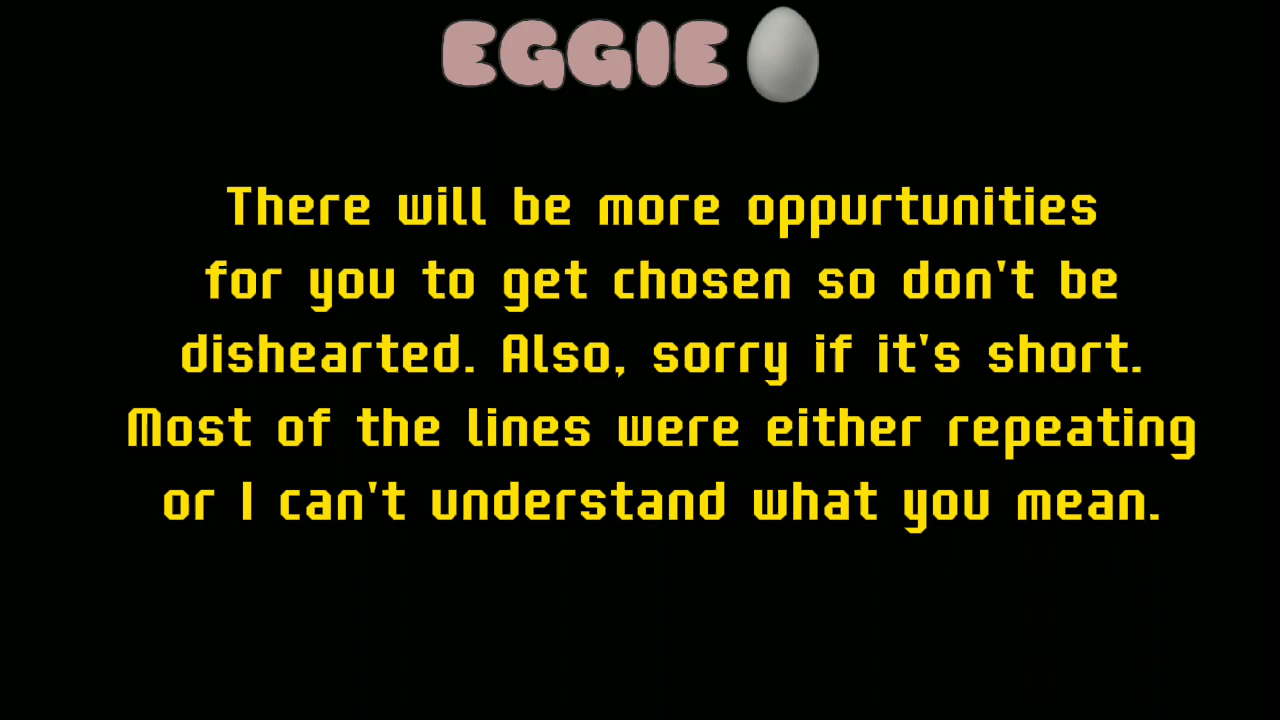 EGGIE
There will be more oppurtunities
for you to get chosen so don't be
dishearted. Also, sorry if it's short.
Most of the lines were either repeating
or I can't understand what you mean.